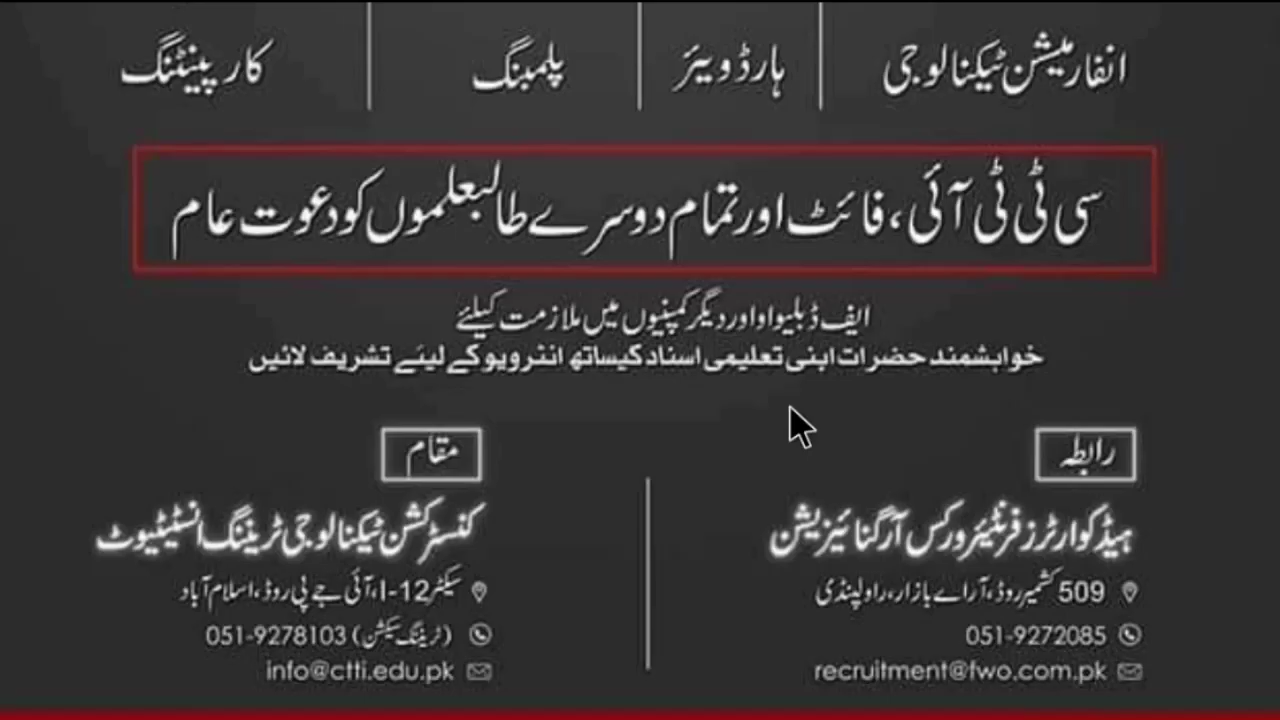 انفارمیشن ٹیکنالوجی
ہارڈویئر
پلمبنگ
کارپینٹنگ
سی ٹی ٹی آئی، فائٹ اور تمام دوسرے طالبعلموں کو دعوت عام
ایف ڈبلیو او اور دیگر کمپنیوں میں ملازمت کیلئے
خواہشمند حضرات اپنی تعلیمی اسناد کیساتھ انٹرویو کے لیئے تشریف لائیں
رابطہ
ہیڈکوارٹرز فرنٹیئر ورکس آرگنائیزیشن
509 کشمیر روڈ، آر اے بازار، راولپنڈی
051-9272085
recruitment@fwo.com.pk
مقام
کنسٹرکشن ٹیکنالوجی ٹریننگ انسٹیٹیوٹ
سیکٹر I-12، آئی جے پی روڈ، اسلام آباد
051-9278103 (ٹریننگ سیکشن)
info@ctti.edu.pk